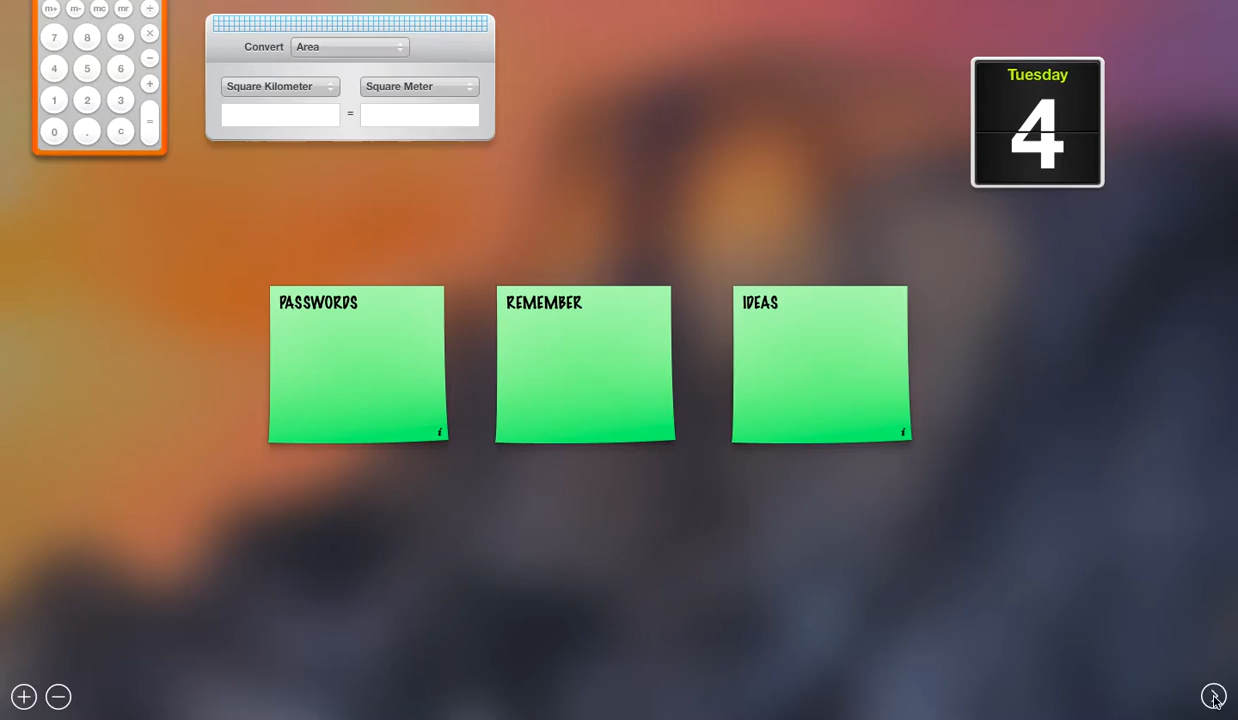 m+ m- mc mr ÷
7 8 9 ×
4 5 6 −
+
1 2 3
0 . c =
Convert Area
Square Kilometer Square Meter
=
Tuesday
4
PASSWORDS
REMEMBER
IDEAS
i
i